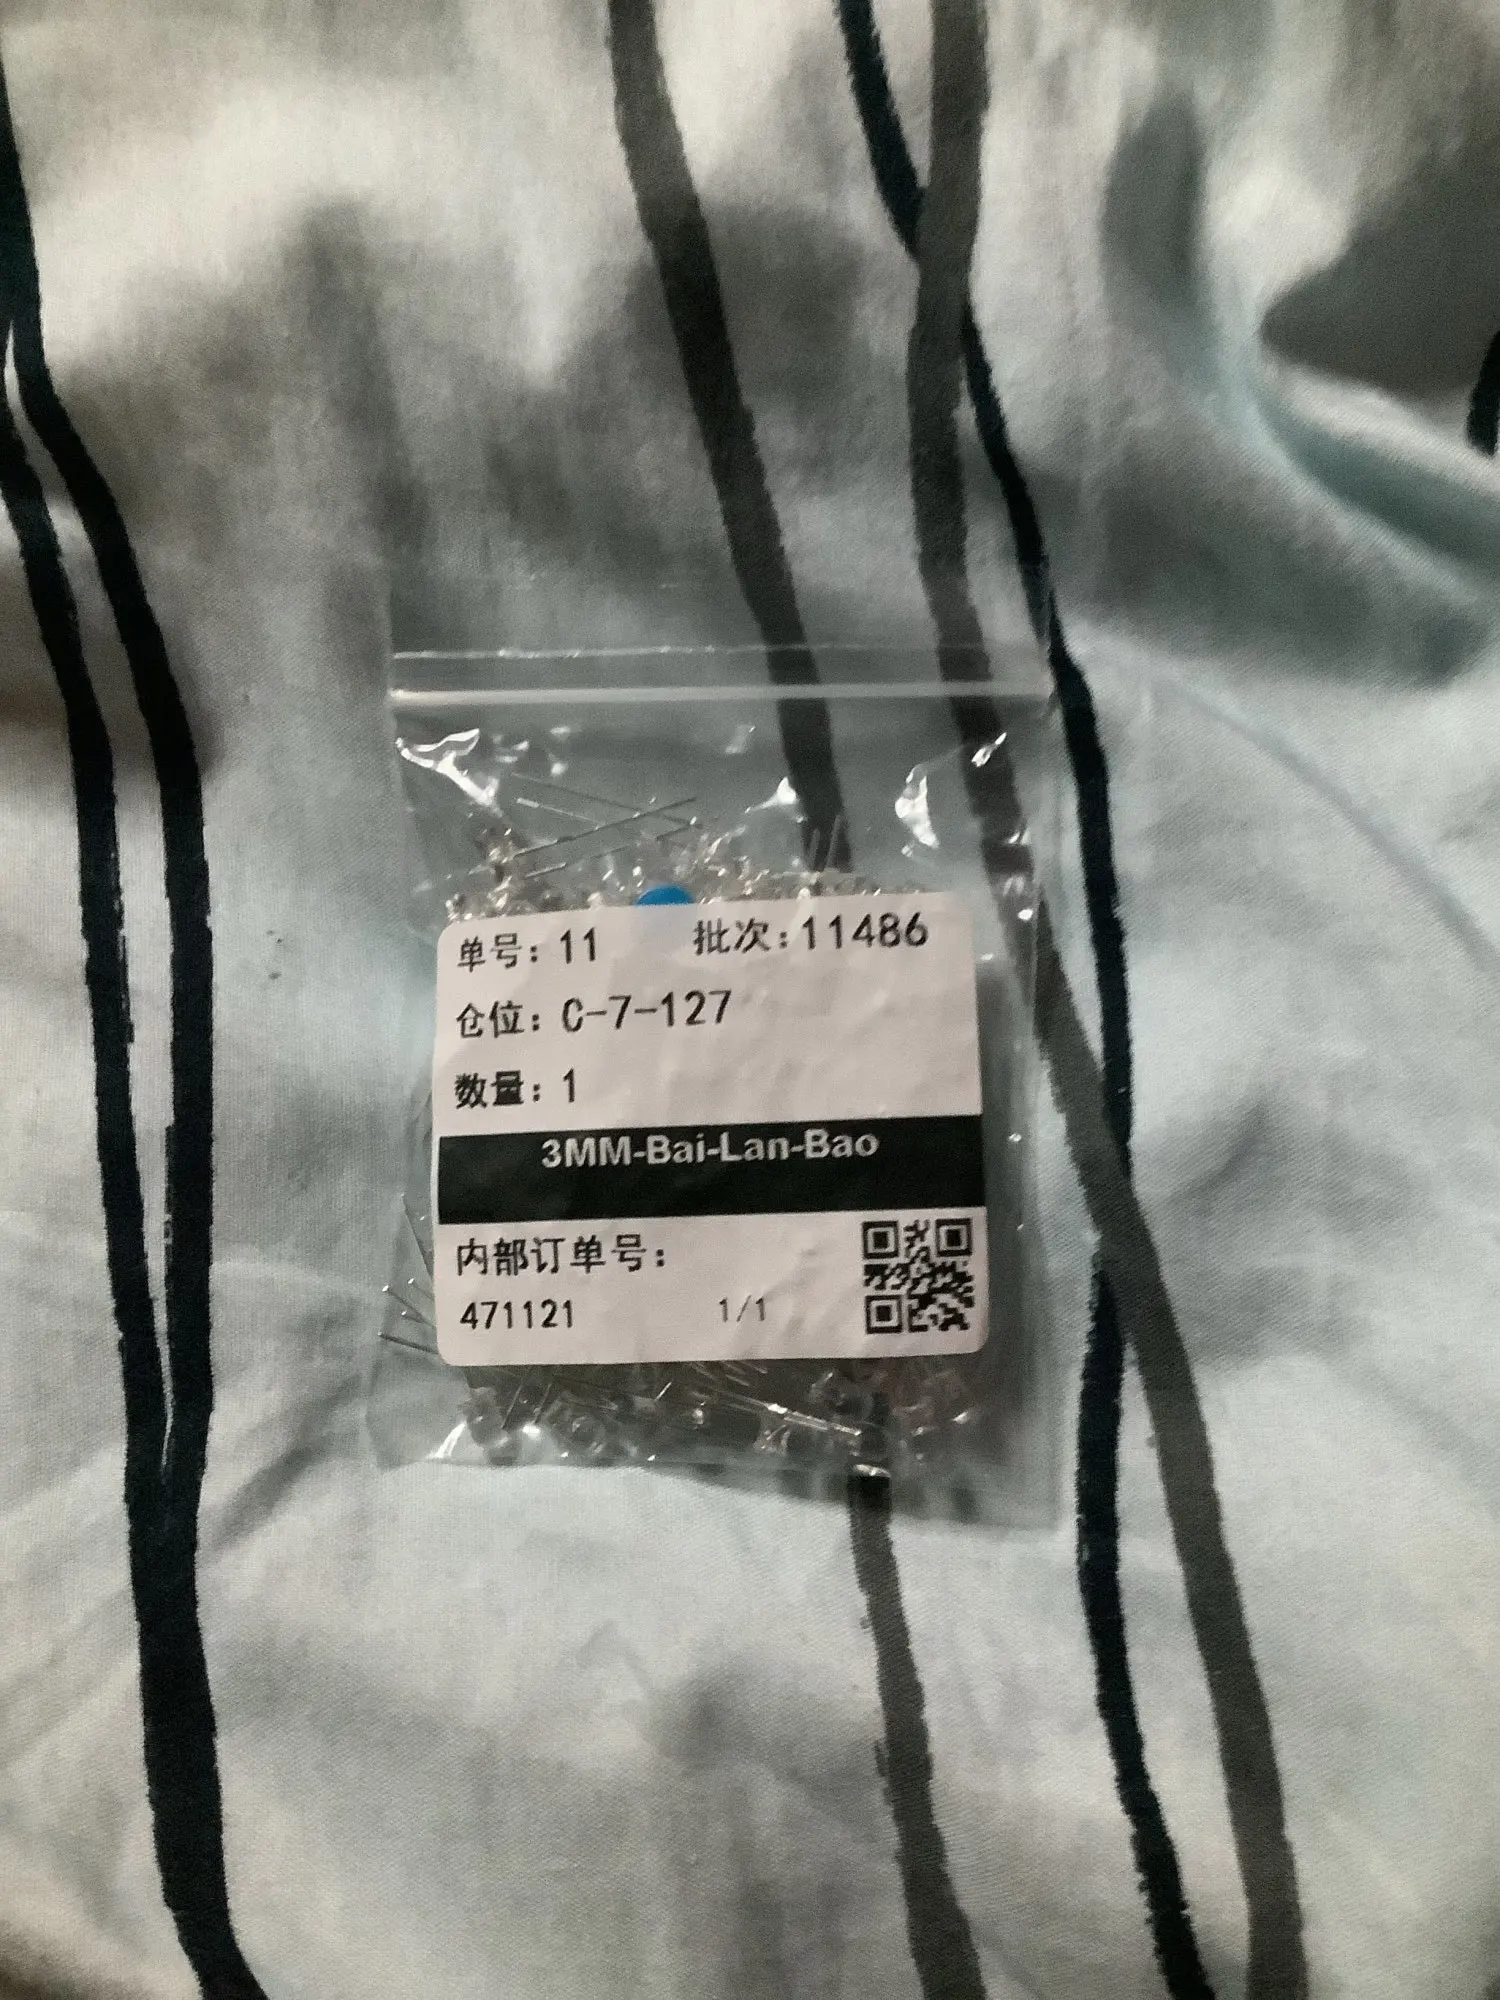 单号: 11 批次: 11486
仓位: C-7-127
数量: 1
3MM-Bai-Lan-Bao
内部订单号:
471121 1/1